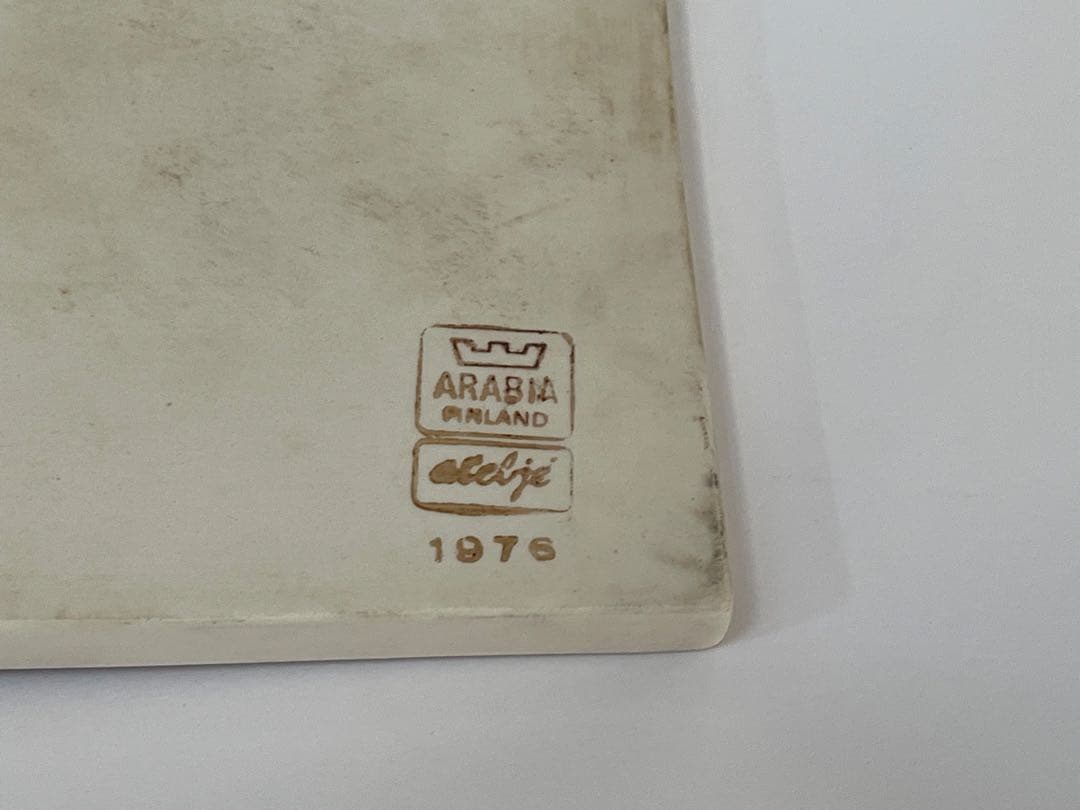 ARABIA
FINLAND
ateljé
1976